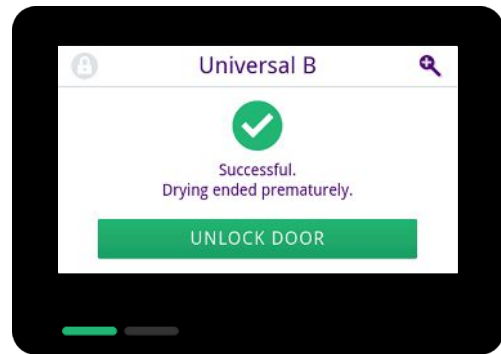 Universal B
Successful.
Drying ended prematurely.
UNLOCK DOOR